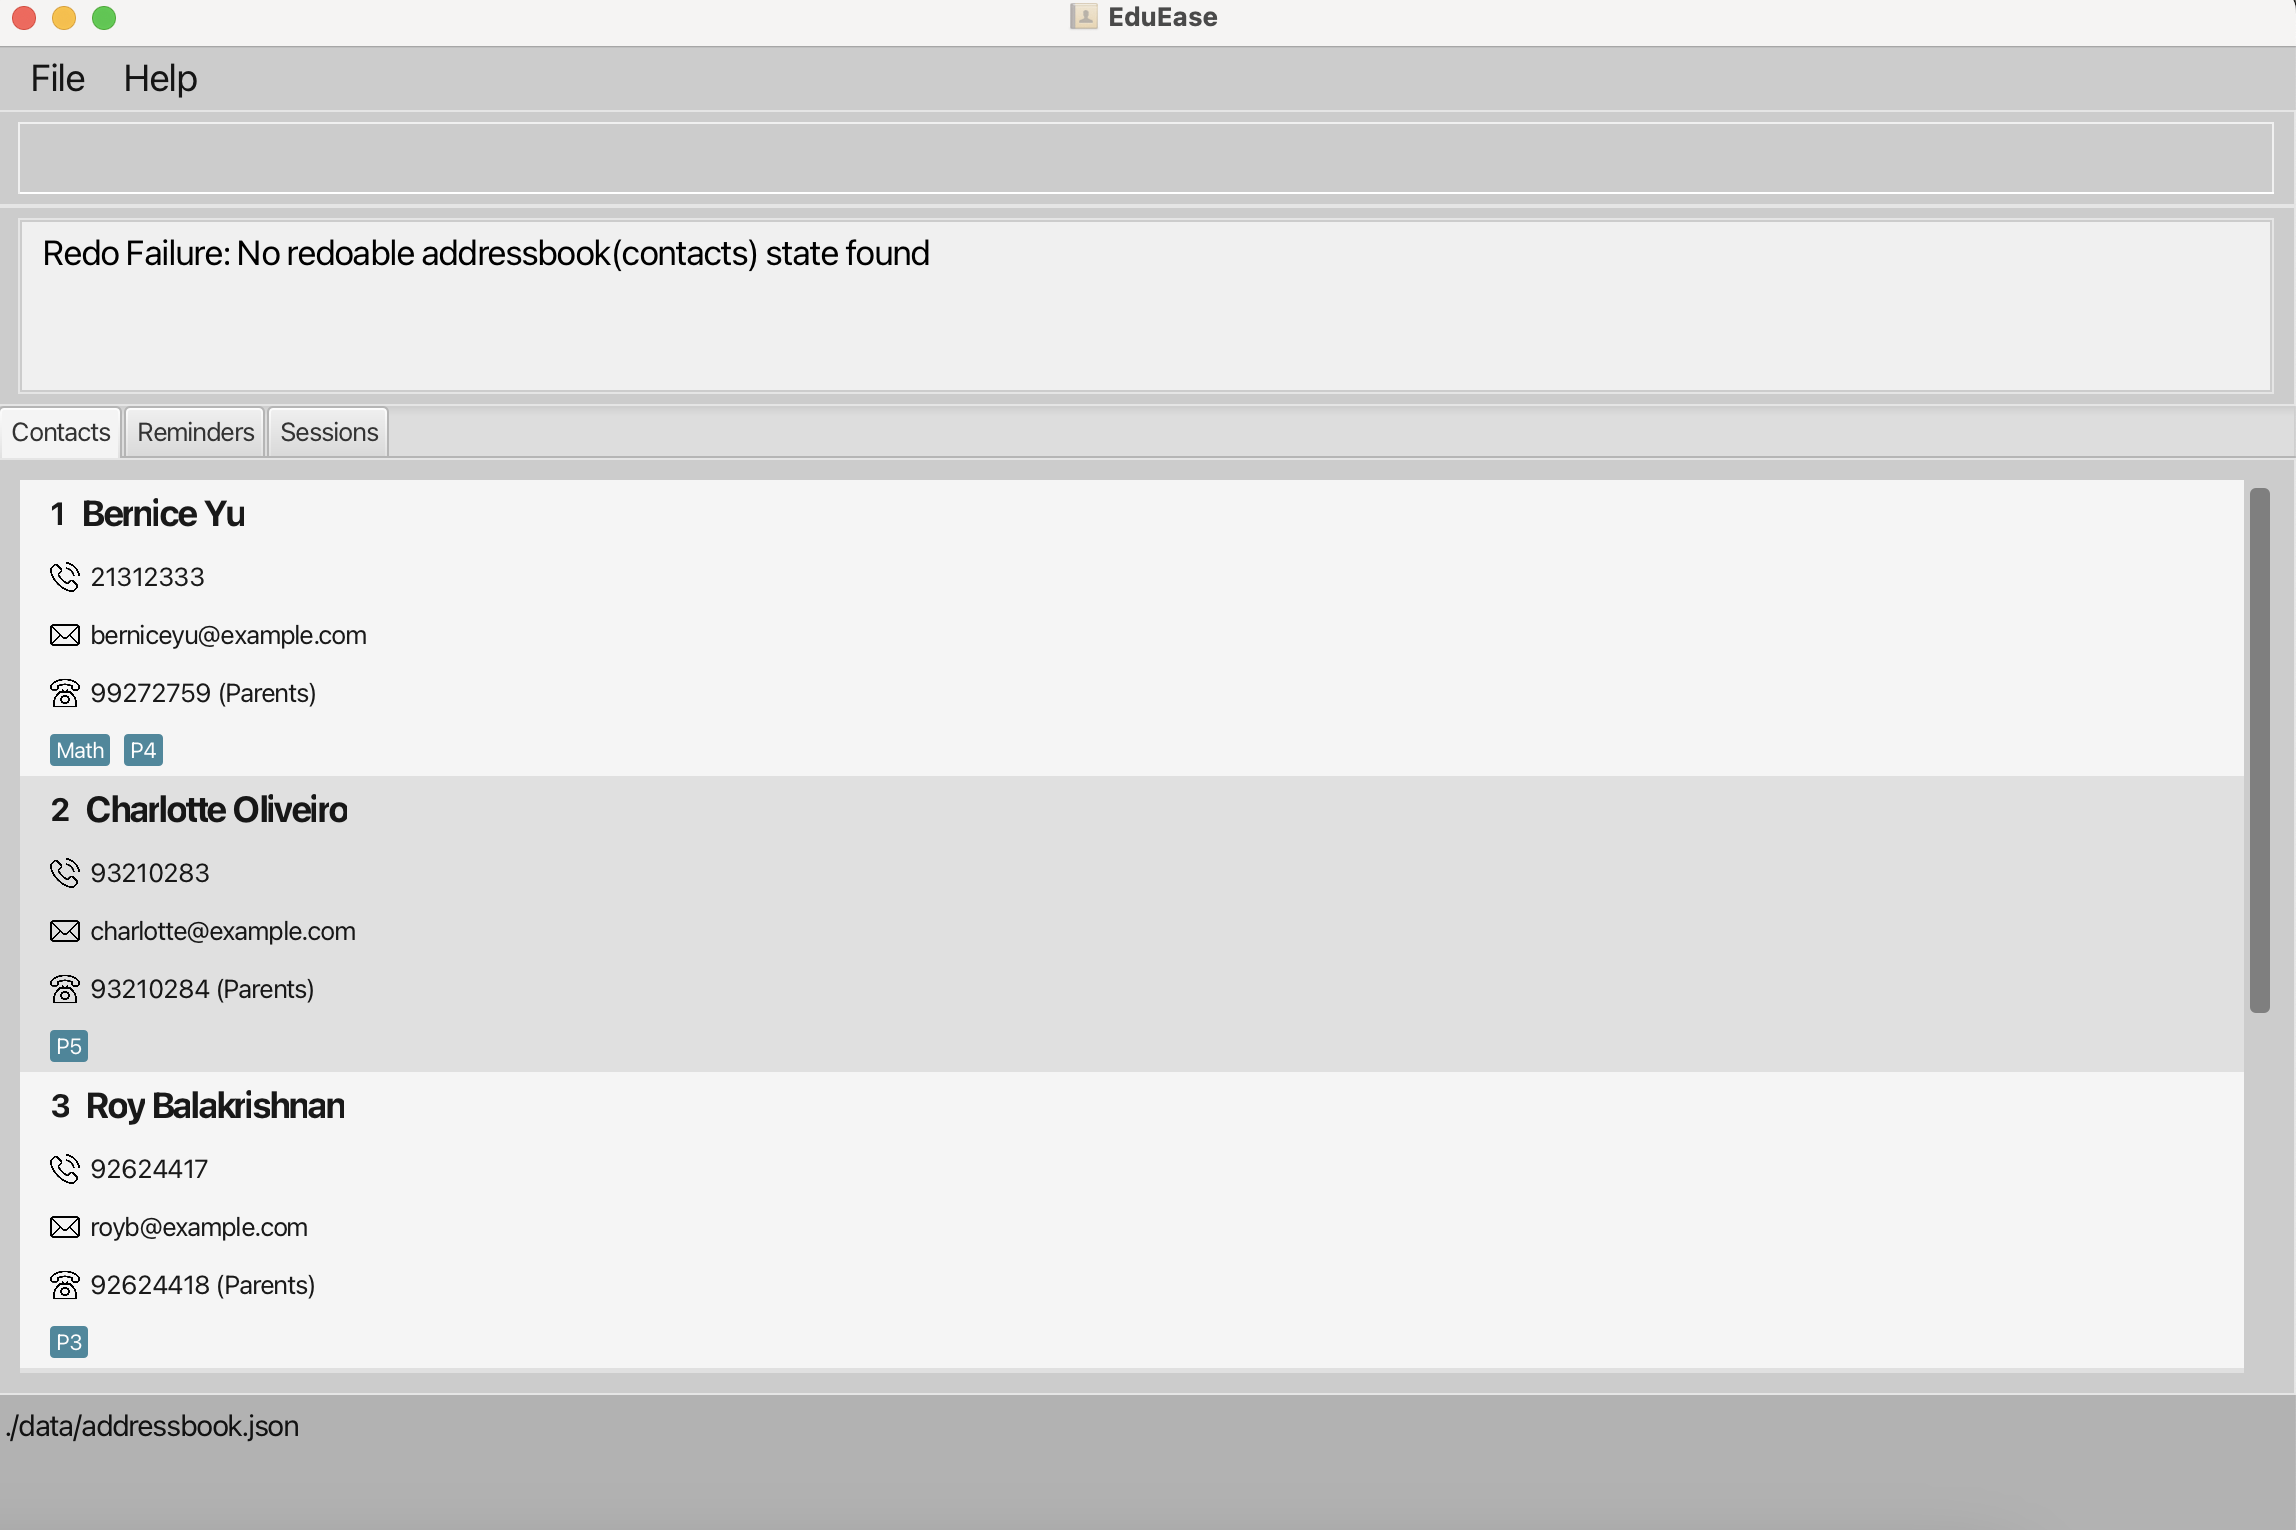 EduEase
File Help
Redo Failure: No redoable addressbook(contacts) state found
Contacts Reminders Sessions
1 Bernice Yu
21312333
berniceyu@example.com
99272759 (Parents)
Math P4
2 Charlotte Oliveiro
93210283
charlotte@example.com
93210284 (Parents)
P5
3 Roy Balakrishnan
92624417
royb@example.com
92624418 (Parents)
P3
./data/addressbook.json